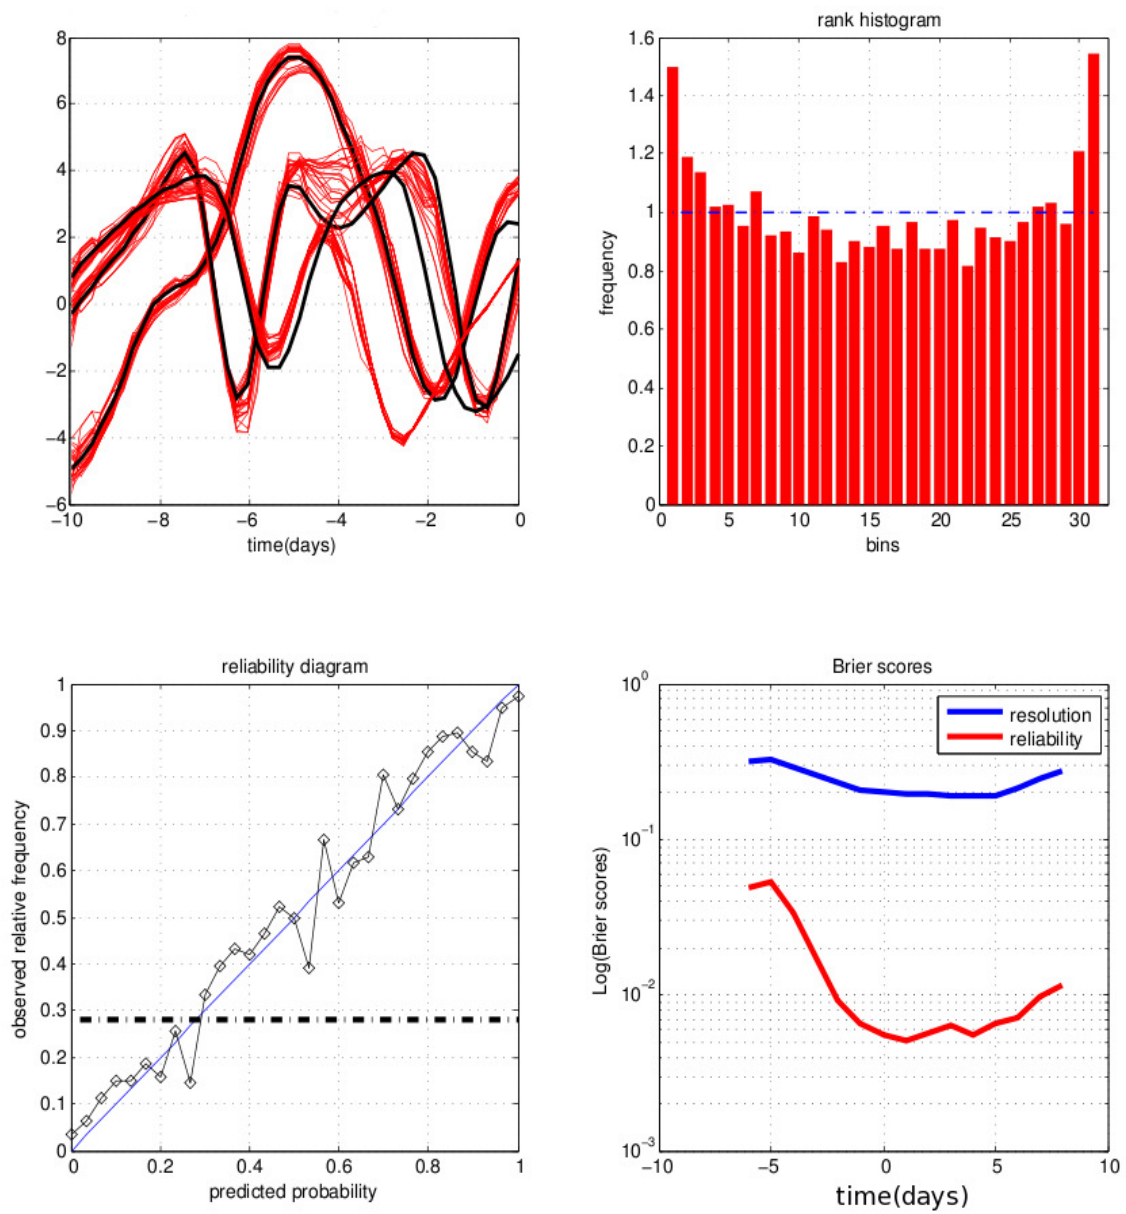 8
6
4
2
0
−2
−4
−6
−10 −8 −6 −4 −2 0
time(days)
rank histogram
1.6
1.4
1.2
1
0.8
0.6
0.4
0.2
0
frequency
0 5 10 15 20 25 30
bins
reliability diagram
1
0.9
0.8
0.7
0.6
0.5
0.4
0.3
0.2
0.1
0
observed relative frequency
0 0.2 0.4 0.6 0.8 1
predicted probability
Brier scores
10^0
10^-1
10^-2
10^-3
Log(Brier scores)
resolution
reliability
−10 −5 0 5 10
time(days)